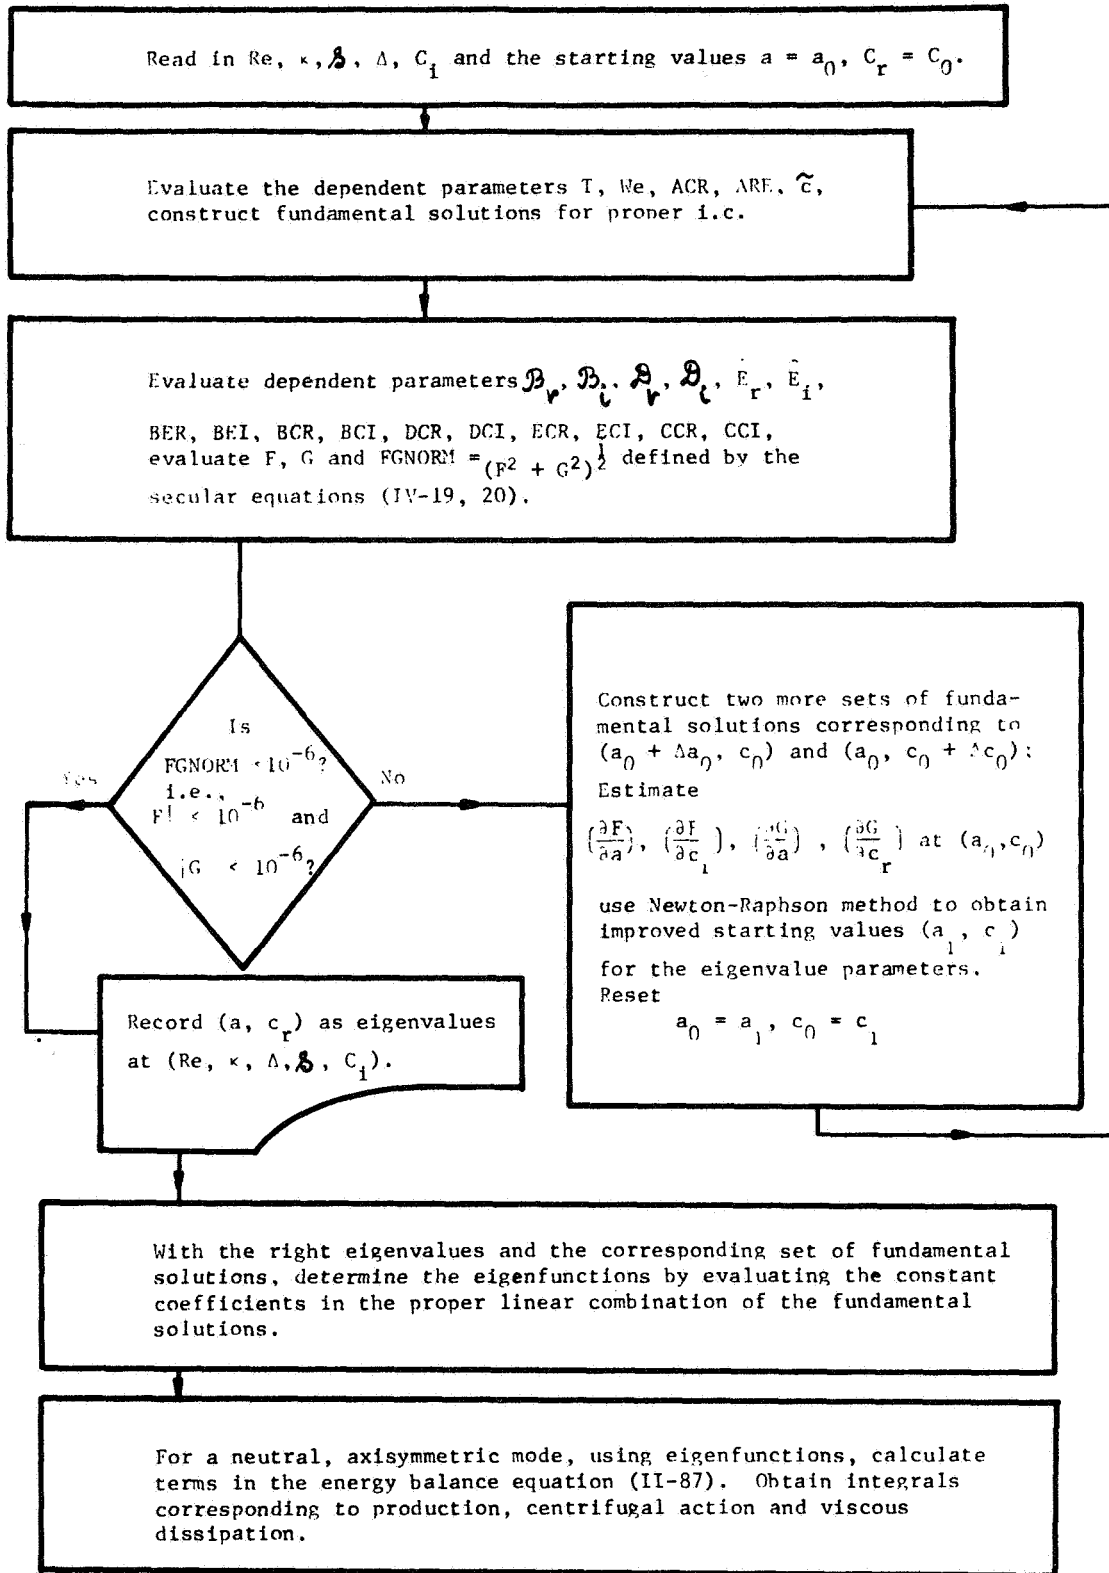 Read in Re, κ, 𝓢, Δ, C_i and the starting values a = a_0, C_r = C_0.
Evaluate the dependent parameters T, We, ACR, ARE, c̃,
construct fundamental solutions for proner i.c.
Evaluate dependent parameters 𝓑_r, 𝓑_i, 𝓓_r, 𝓓_i, Ê_r, Ê_i,
BER, BEI, BCR, BCI, DCR, DCI, ECR, ECI, CCR, CCI,
evaluate F, G and FGNORM = (F² + G²)^½ defined by the
secular equations (IV-19, 20).
Is
FGNORM < 10^-6?
i.e.,
F| < 10^-6 and
|G < 10^-6?
Yes
No
Construct two more sets of funda-
mental solutions corresponding to
(a_0 + Δa_0, c_0) and (a_0, c_0 + Δc_0);
Estimate
(∂F/∂a), (∂F/∂c_r), (∂G/∂a), (∂G/∂c_r) at (a_0,c_0)
use Newton-Raphson method to obtain
improved starting values (a_1, c_1)
for the eigenvalue parameters.
Reset
a_0 = a_1, c_0 = c_1
Record (a, c_r) as eigenvalues
at (Re, κ, Δ, 𝓢, C_i).
With the right eigenvalues and the corresponding set of fundamental
solutions, determine the eigenfunctions by evaluating the constant
coefficients in the proper linear combination of the fundamental
solutions.
For a neutral, axisymmetric mode, using eigenfunctions, calculate
terms in the energy balance equation (II-87). Obtain integrals
corresponding to production, centrifugal action and viscous
dissipation.